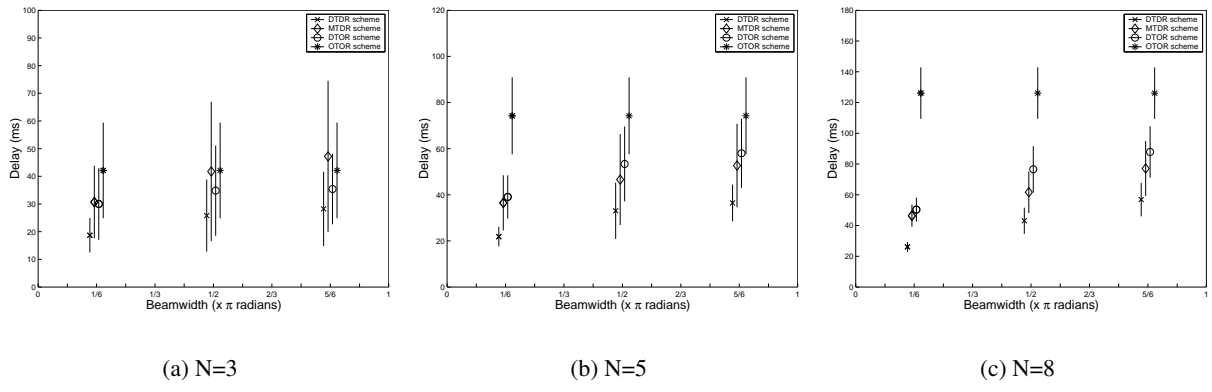 100
90
80
70
60
50
40
30
20
10
0
Delay (ms)
0
1/6
1/3
1/2
2/3
5/6
1
Beamwidth (x π radians)
DTDR scheme
MTDR scheme
DTOR scheme
OTOR scheme
(a) N=3
120
100
80
60
40
20
0
Delay (ms)
0
1/6
1/3
1/2
2/3
5/6
1
Beamwidth (x π radians)
DTDR scheme
MTDR scheme
DTOR scheme
OTOR scheme
(b) N=5
180
160
140
120
100
80
60
40
20
0
Delay (ms)
0
1/6
1/3
1/2
2/3
5/6
1
Beamwidth (x π radians)
DTDR scheme
MTDR scheme
DTOR scheme
OTOR scheme
(c) N=8